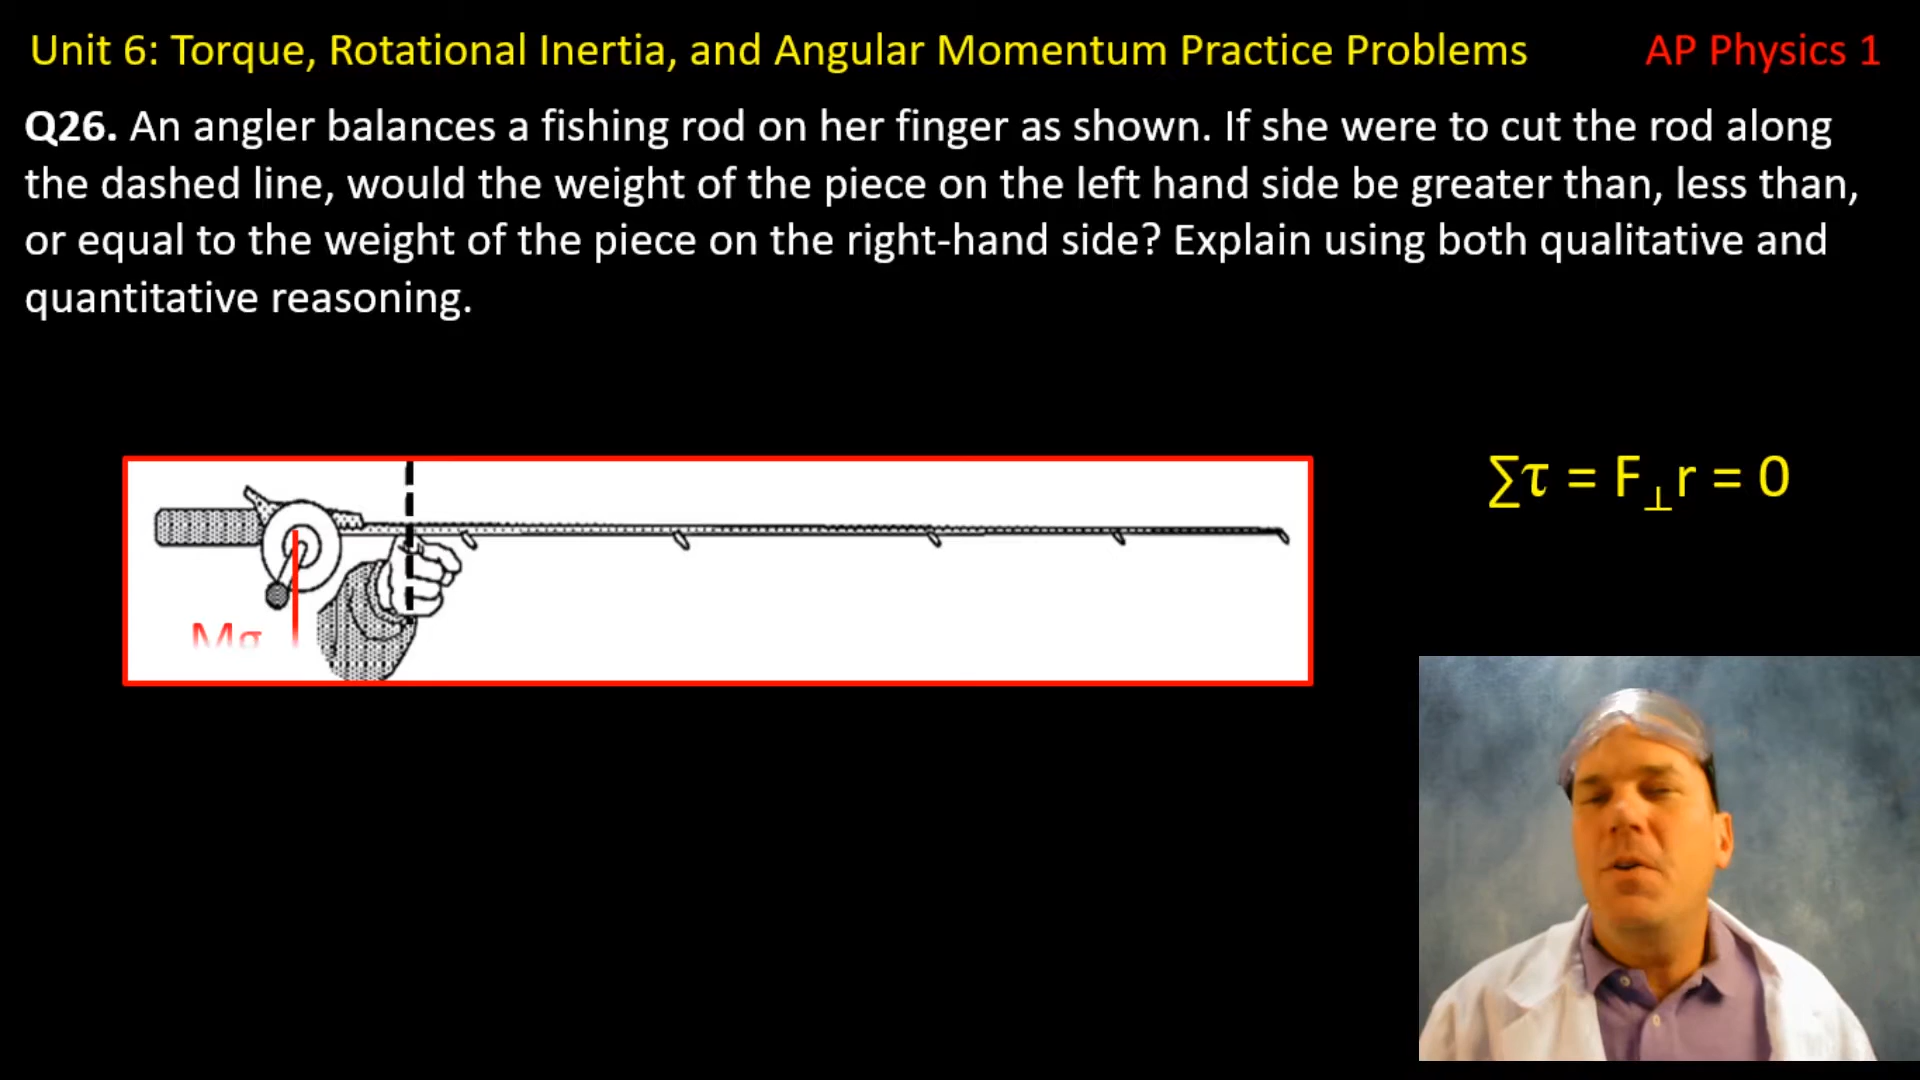 Unit 6: Torque, Rotational Inertia, and Angular Momentum Practice Problems
AP Physics 1
Q26. An angler balances a fishing rod on her finger as shown. If she were to cut the rod along
the dashed line, would the weight of the piece on the left hand side be greater than, less than,
or equal to the weight of the piece on the right-hand side? Explain using both qualitative and
quantitative reasoning.
∑τ = F⊥r = 0
Mg